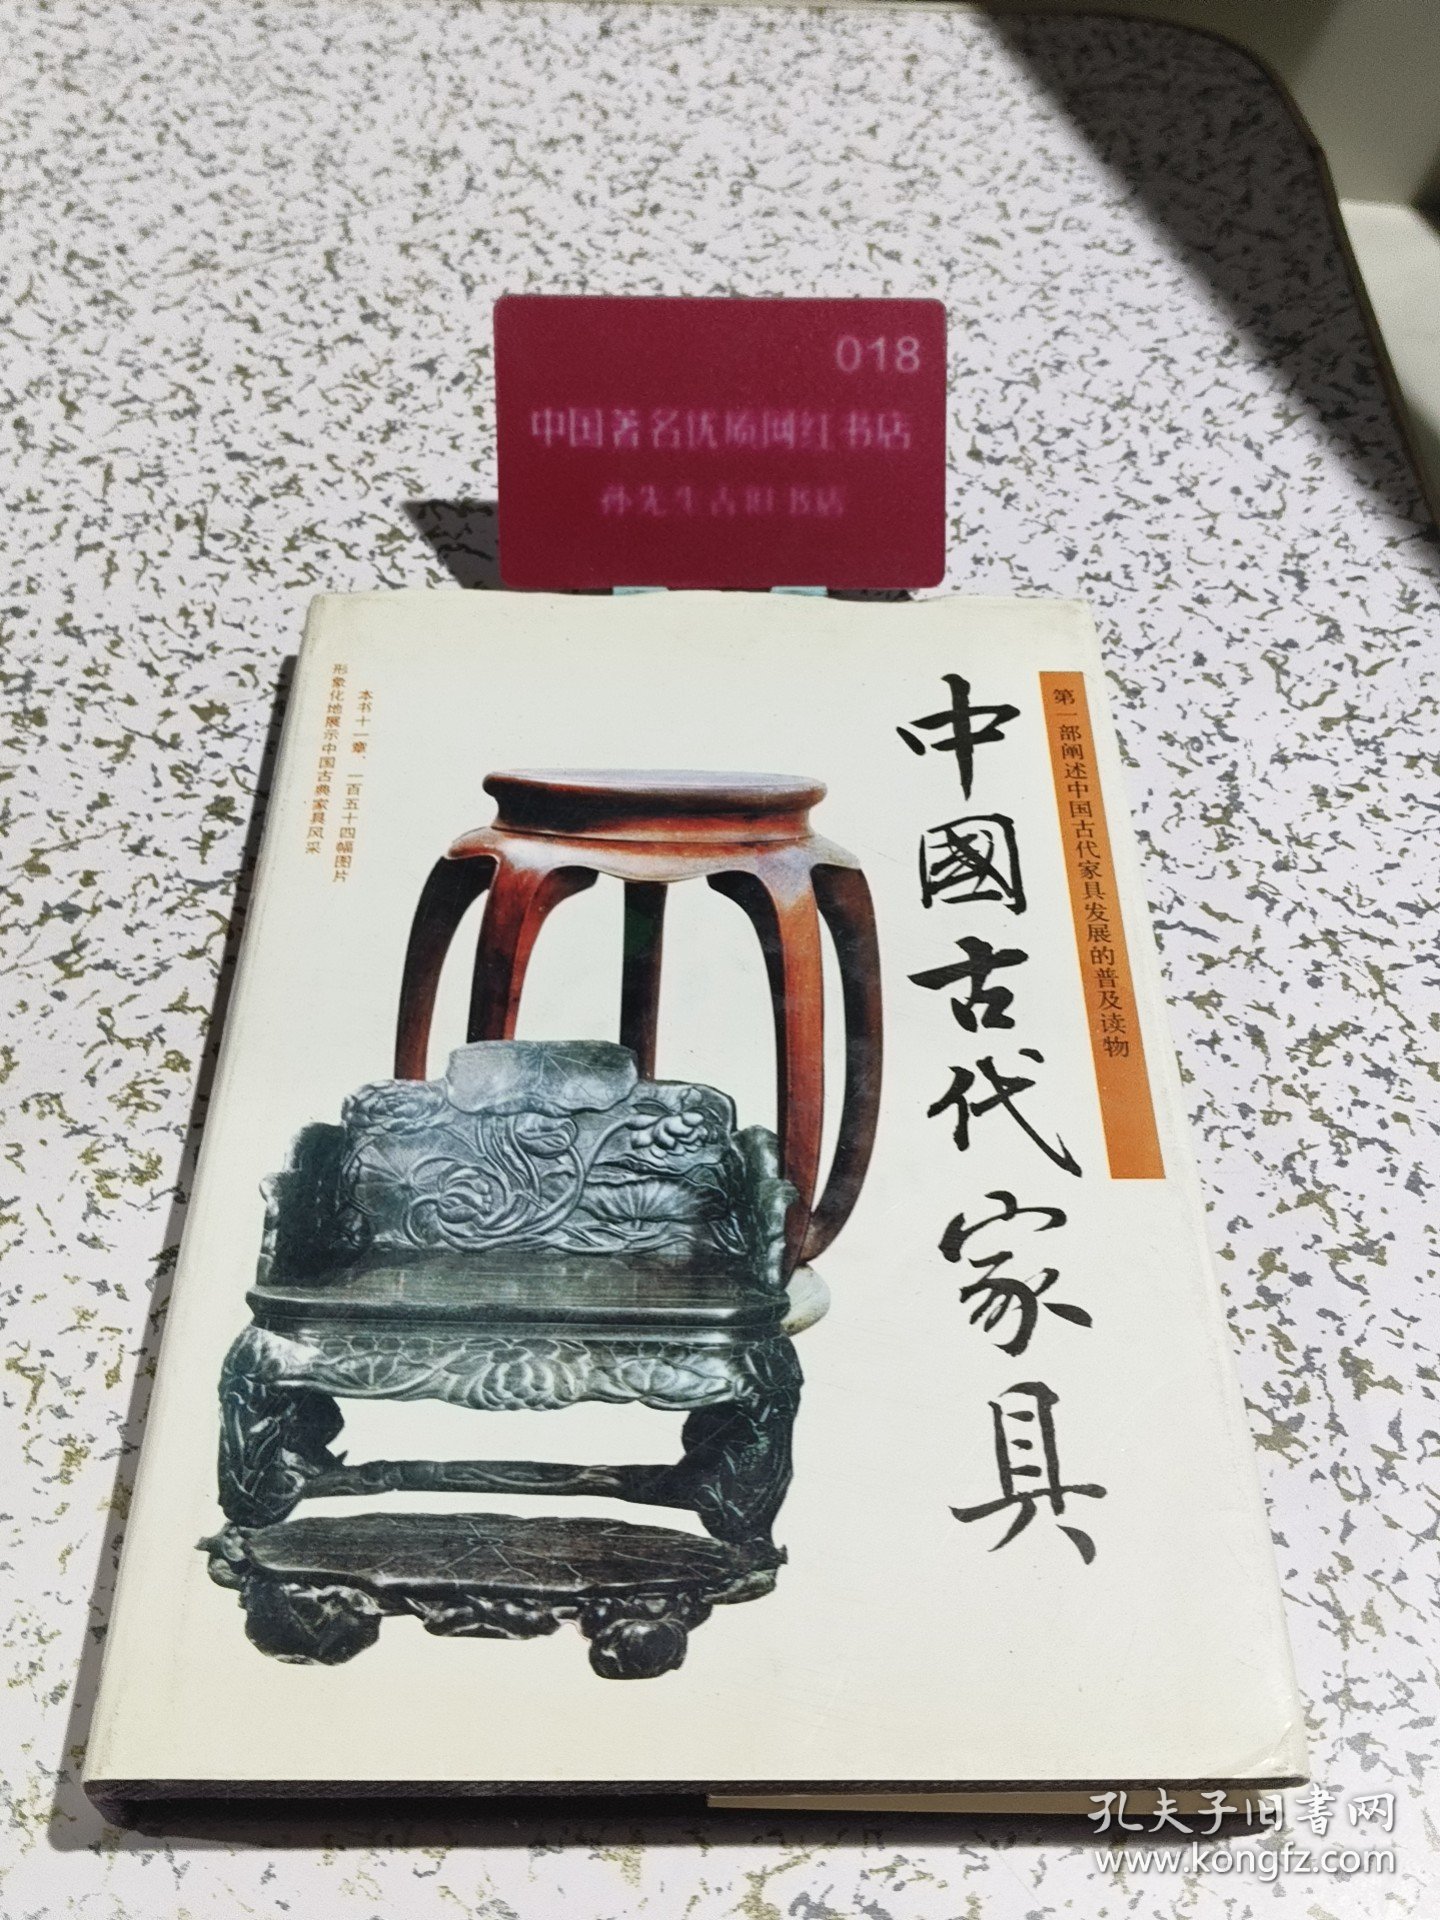 018
中国著名优质网红书店
孙先生古旧书店
第一部阐述中国古代家具发展的普及读物
中國古代家具
本书十一章、一百五十四幅图片
形象化地展示中国古典家具风采
孔夫子旧書网
www.kongfz.com